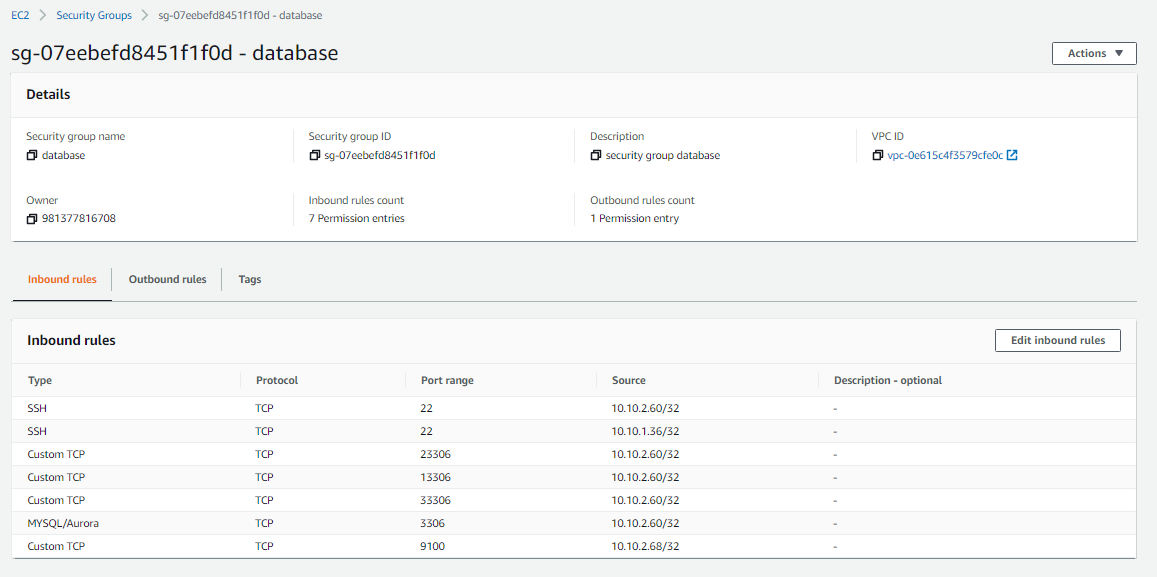 EC2 > Security Groups > sg-07eebefd8451f1f0d - database
sg-07eebefd8451f1f0d - database
Actions ▼
Details
Security group name Security group ID Description VPC ID
database sg-07eebefd8451f1f0d security group database vpc-0e615c4f3579cfe0c
Owner Inbound rules count Outbound rules count
981377816708 7 Permission entries 1 Permission entry
Inbound rules Outbound rules Tags
Inbound rules Edit inbound rules
Type Protocol Port range Source Description - optional
SSH TCP 22 10.10.2.60/32 -
SSH TCP 22 10.10.1.36/32 -
Custom TCP TCP 23306 10.10.2.60/32 -
Custom TCP TCP 13306 10.10.2.60/32 -
Custom TCP TCP 33306 10.10.2.60/32 -
MYSQL/Aurora TCP 3306 10.10.2.60/32 -
Custom TCP TCP 9100 10.10.2.68/32 -